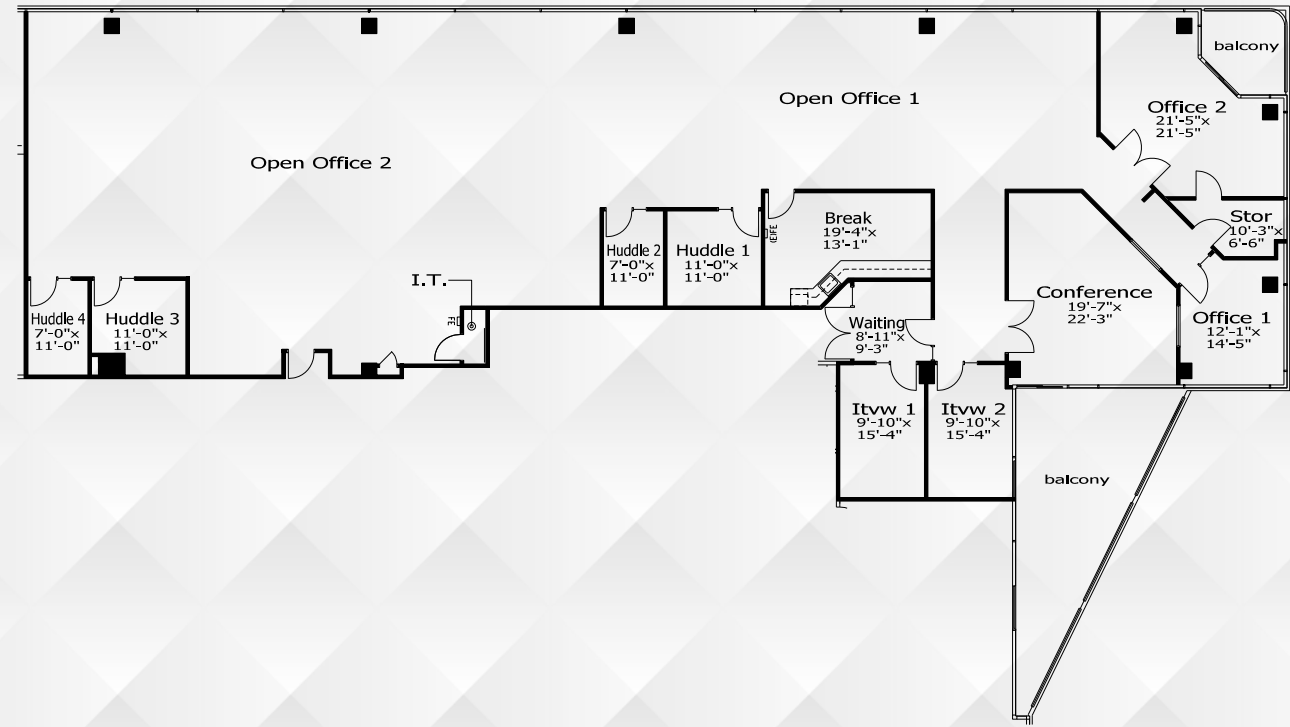 balcony
Open Office 1
Office 2
21'-5"x
21'-5"
Open Office 2
Break
19'-4"x
13'-1"
(E)FE
Stor
10'-3"x
6'-6"
Huddle 2
7'-0"x
11'-0"
Huddle 1
11'-0"x
11'-0"
I.T.
FE
Conference
19'-7"x
22'-3"
Huddle 4
7'-0"x
11'-0"
Huddle 3
11'-0"x
11'-0"
Waiting
8'-11"x
9'-3"
Office 1
12'-1"x
14'-5"
Itvw 1
9'-10"x
15'-4"
Itvw 2
9'-10"x
15'-4"
balcony